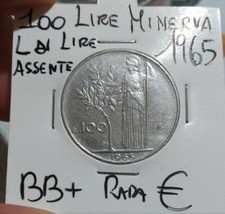 100 LIRE MINERVA
L DI LIRE 1965
ASSENTE
L.100 R
1965
BB+ RARA €